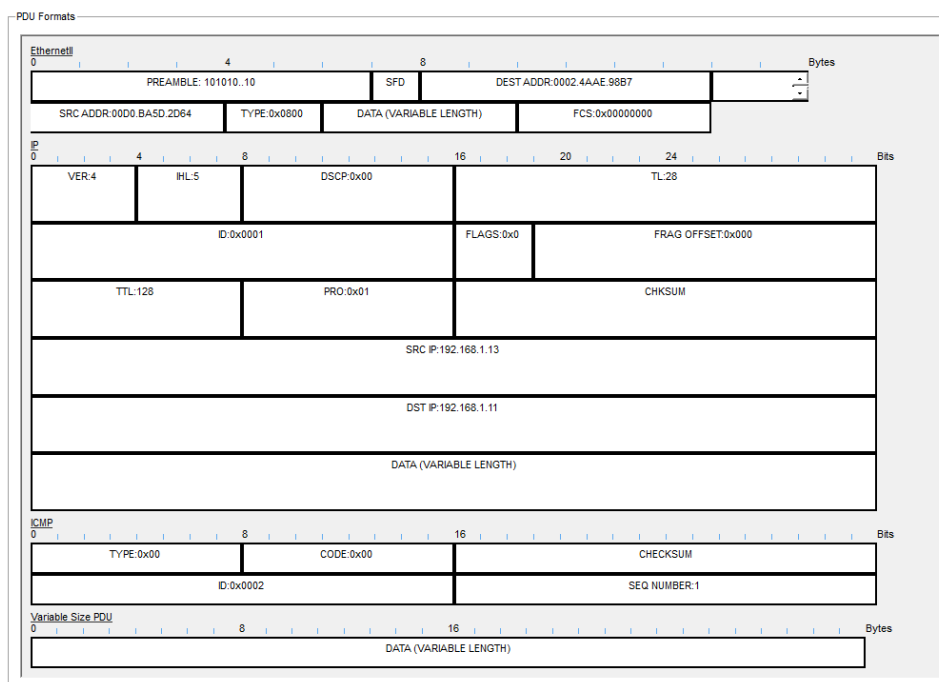 PDU Formats
EthernetII
0 4 8 Bytes
PREAMBLE: 101010..10 SFD DEST ADDR:0002.4AAE.98B7
SRC ADDR:00D0.BA5D.2D64 TYPE:0x0800 DATA (VARIABLE LENGTH) FCS:0x00000000
IP
0 4 8 16 20 24 Bits
VER:4 IHL:5 DSCP:0x00 TL:28
ID:0x0001 FLAGS:0x0 FRAG OFFSET:0x000
TTL:128 PRO:0x01 CHKSUM
SRC IP:192.168.1.13
DST IP:192.168.1.11
DATA (VARIABLE LENGTH)
ICMP
0 8 16 Bits
TYPE:0x00 CODE:0x00 CHECKSUM
ID:0x0002 SEQ NUMBER:1
Variable Size PDU
0 8 16 Bytes
DATA (VARIABLE LENGTH)